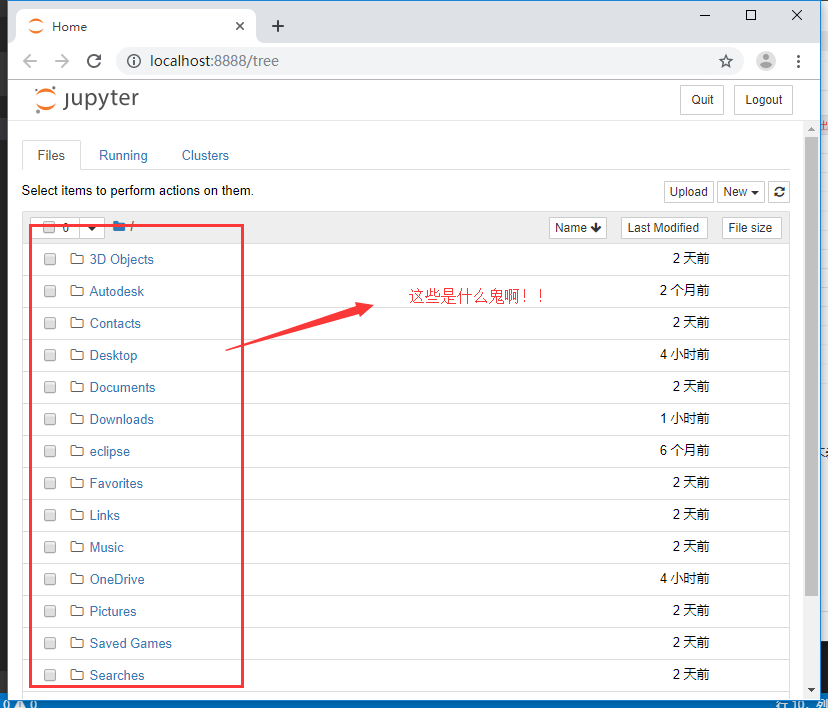 Home
localhost:8888/tree
jupyter
Quit
Logout
Files
Running
Clusters
Select items to perform actions on them.
Upload
New
0
/
Name
Last Modified
File size
3D Objects
2 天前
Autodesk
2 个月前
这些是什么鬼啊！！
Contacts
2 天前
Desktop
4 小时前
Documents
2 天前
Downloads
1 小时前
eclipse
6 个月前
Favorites
2 天前
Links
2 天前
Music
2 天前
OneDrive
4 小时前
Pictures
2 天前
Saved Games
2 天前
Searches
2 天前
0
0